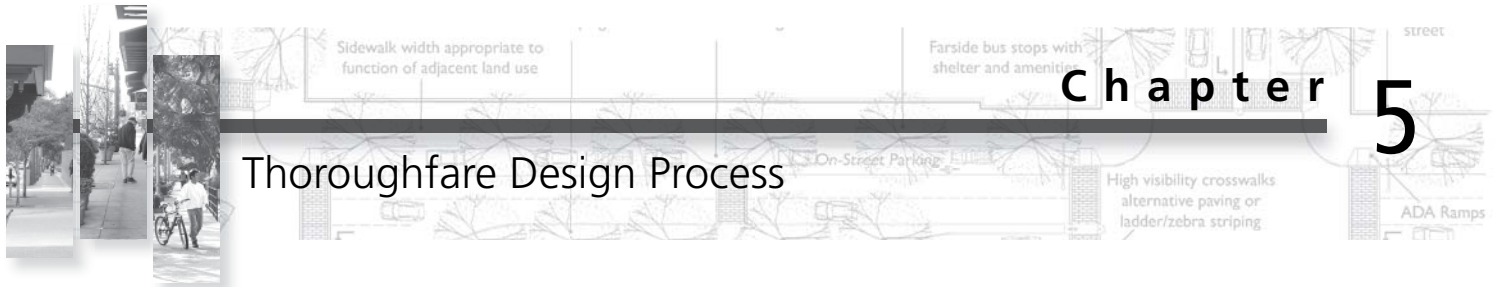 Sidewalk width appropriate to
function of adjacent land use
Farside bus stops with
shelter and amenities
street
Chapter 5
Thoroughfare Design Process
On-Street Parking
High visibility crosswalks
alternative paving or
ladder/zebra striping
ADA Ramps